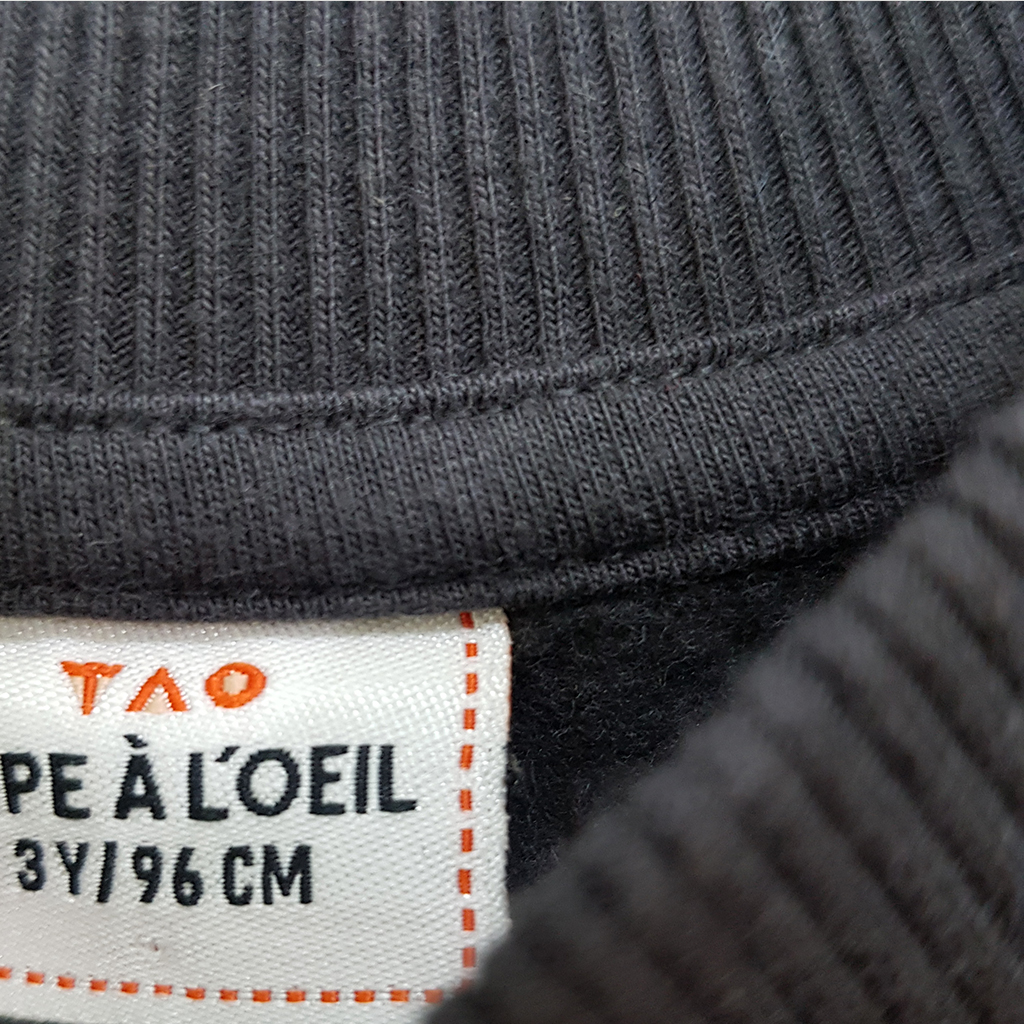 TAO
PE À L'OEIL
3Y/96 CM